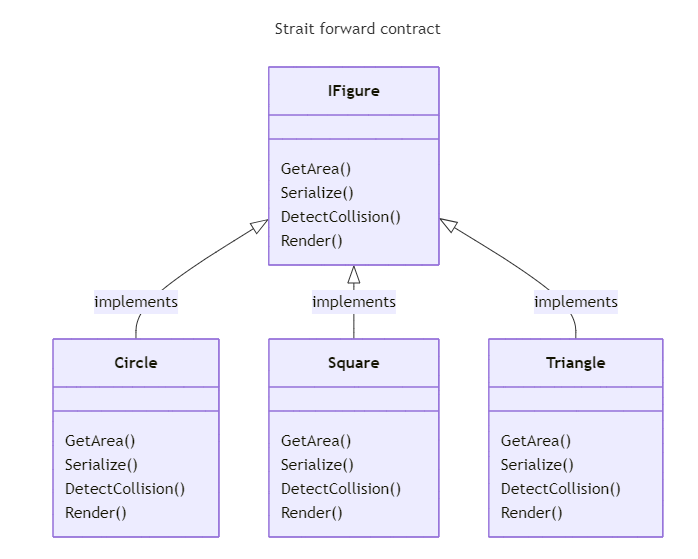 Strait forward contract
IFigure
GetArea()
Serialize()
DetectCollision()
Render()
implements
implements
implements
Circle
GetArea()
Serialize()
DetectCollision()
Render()
Square
GetArea()
Serialize()
DetectCollision()
Render()
Triangle
GetArea()
Serialize()
DetectCollision()
Render()